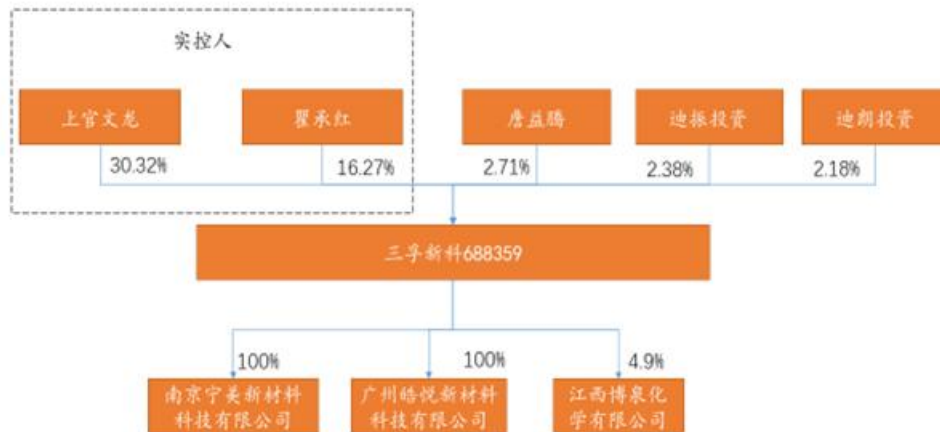 实控人
上官文龙
瞿承红
詹益腾
迪振投资
迪朗投资
30.32%
16.27%
2.71%
2.38%
2.18%
三孚新科688359
100%
100%
4.9%
南京宁美新材料
科技有限公司
广州皓悦新材料
科技有限公司
江西博泉化
学有限公司